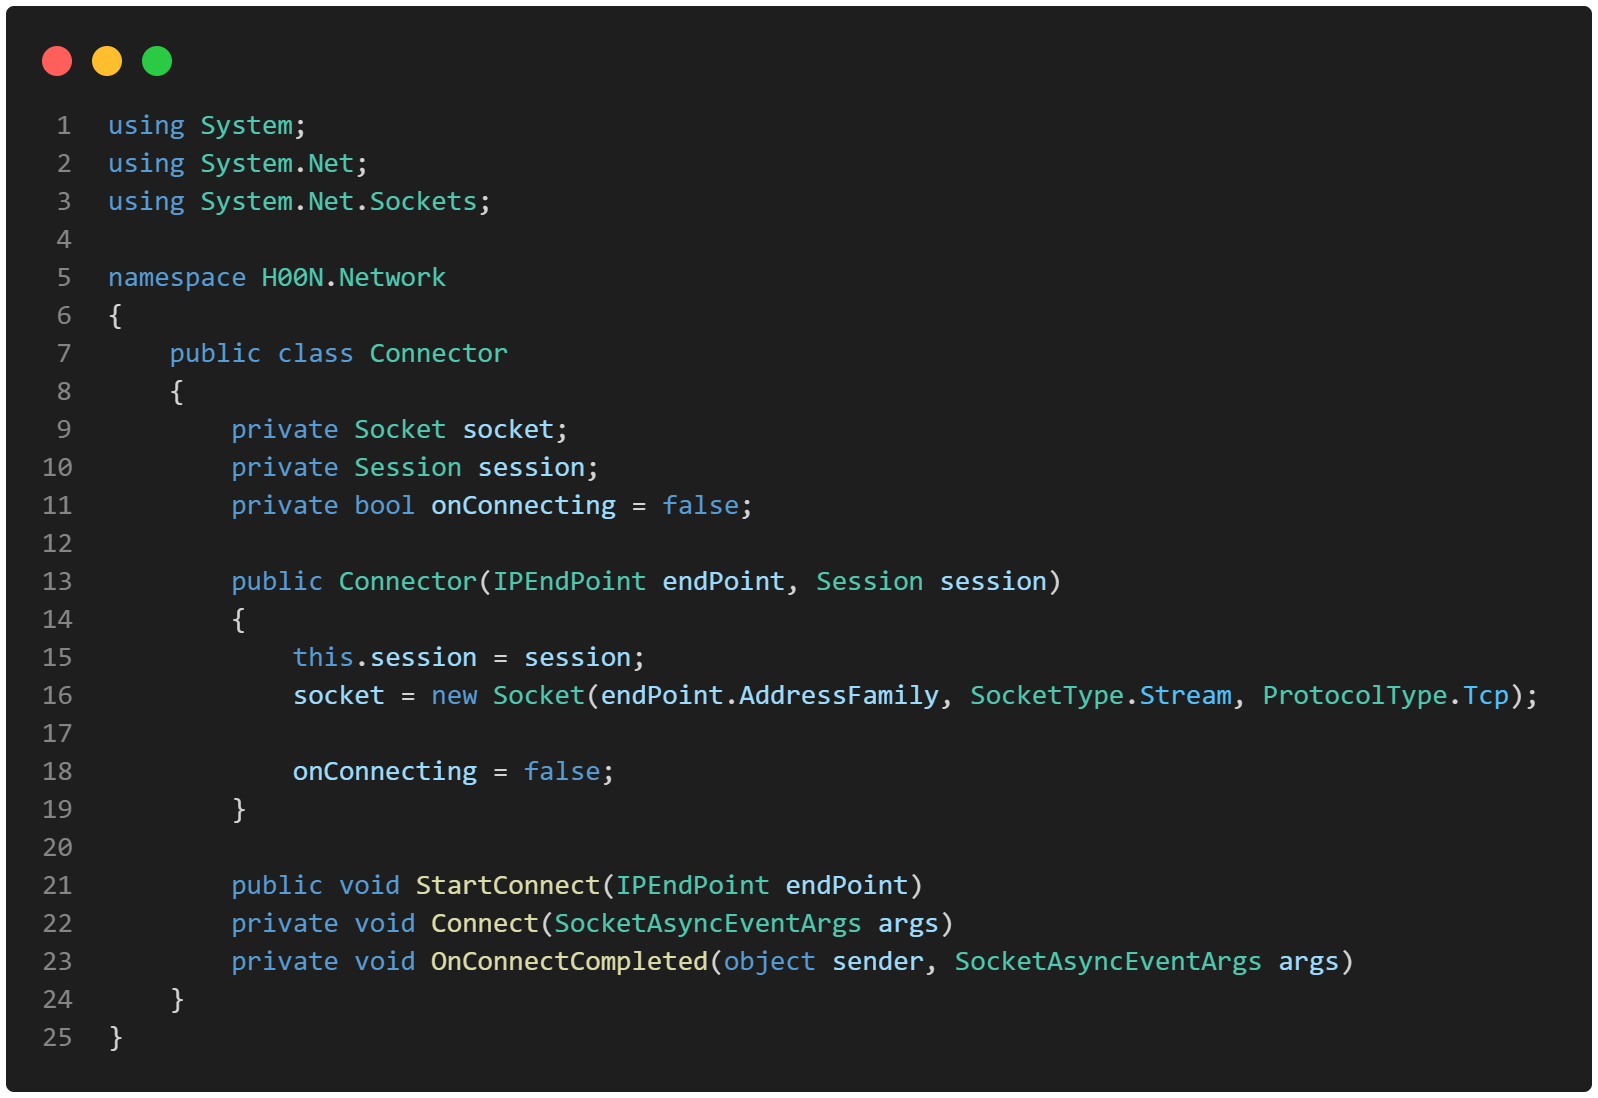 1 using System;
2 using System.Net;
3 using System.Net.Sockets;
4
5 namespace H00N.Network
6 {
7     public class Connector
8     {
9         private Socket socket;
10         private Session session;
11         private bool onConnecting = false;
12
13         public Connector(IPEndPoint endPoint, Session session)
14         {
15             this.session = session;
16             socket = new Socket(endPoint.AddressFamily, SocketType.Stream, ProtocolType.Tcp);
17
18             onConnecting = false;
19         }
20
21         public void StartConnect(IPEndPoint endPoint)
22         private void Connect(SocketAsyncEventArgs args)
23         private void OnConnectCompleted(object sender, SocketAsyncEventArgs args)
24     }
25 }